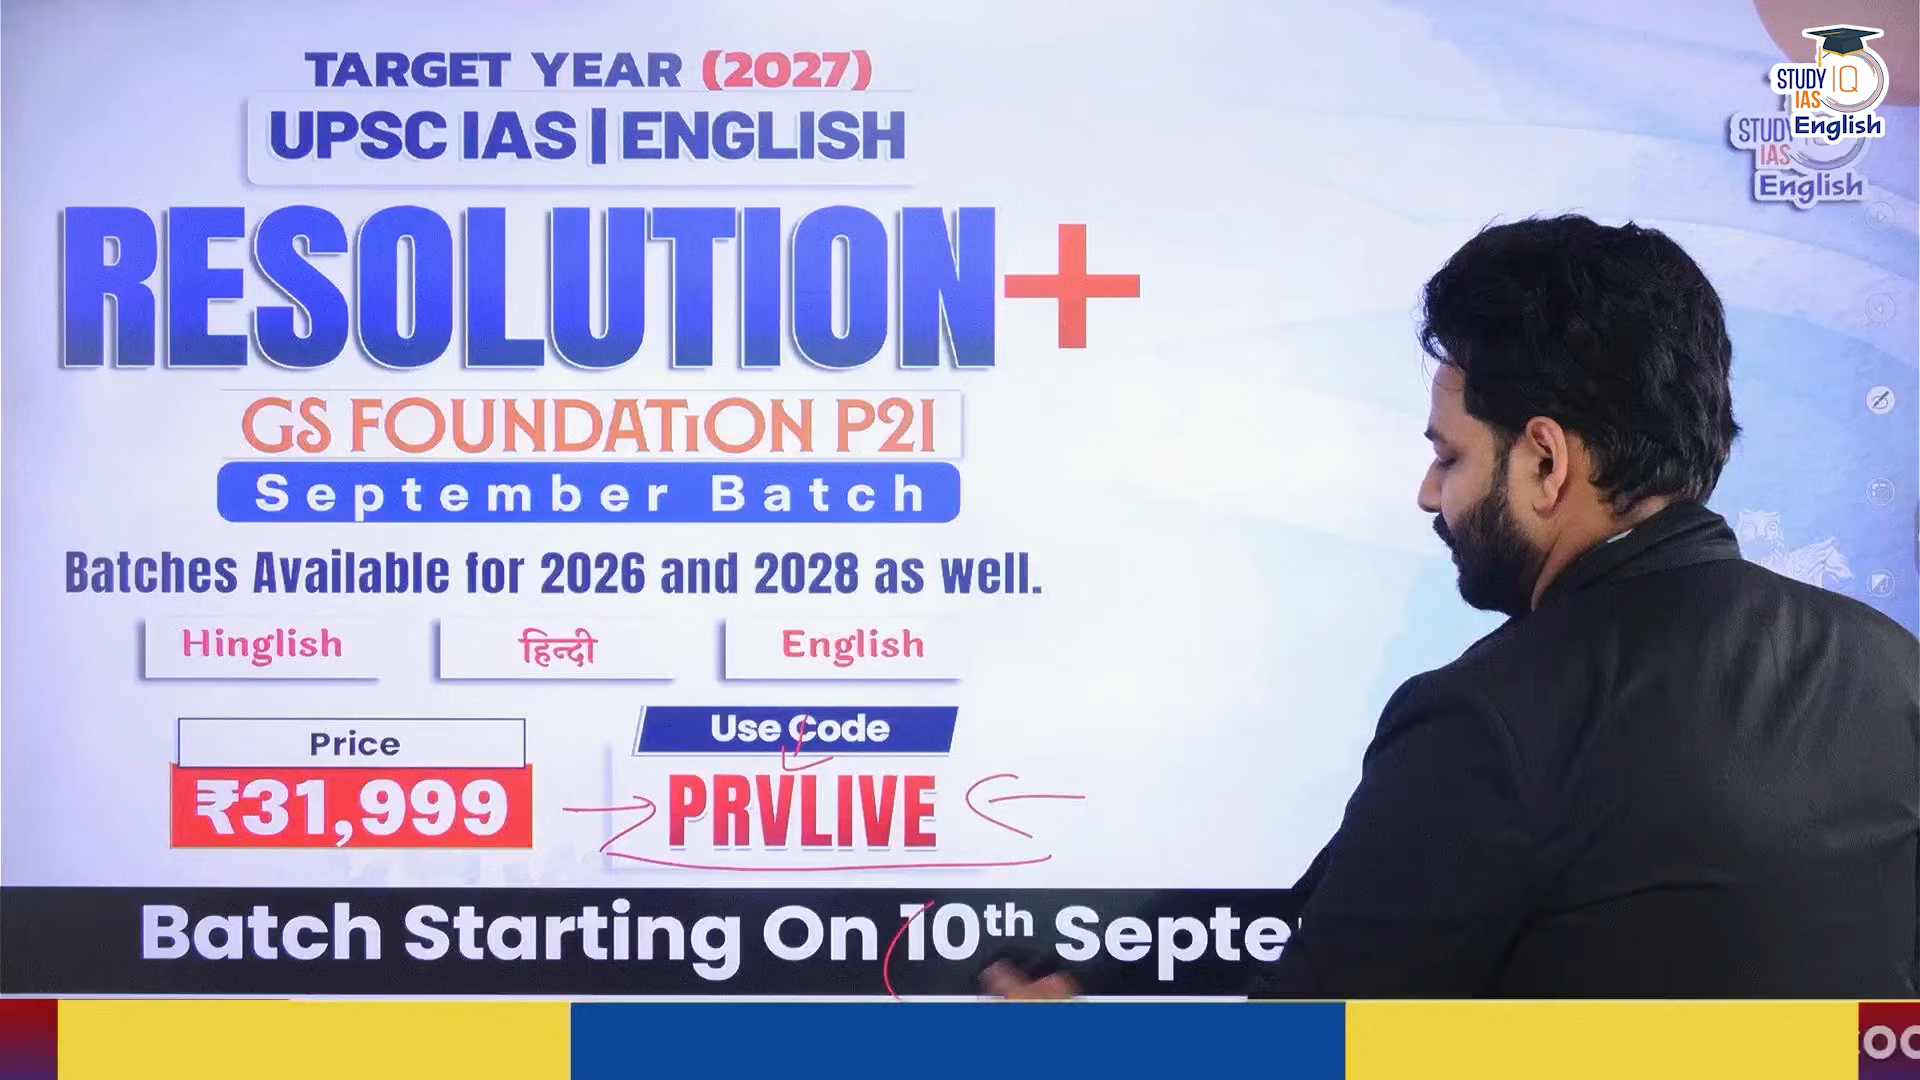 TARGET YEAR (2027)
UPSC IAS | ENGLISH
RESOLUTION+
GS FOUNDATION P2I
September Batch
Batches Available for 2026 and 2028 as well.
Hinglish
हिन्दी
English
Price
₹31,999
Use Code
PRVLIVE
Batch Starting On 10th Septe
STUDY IQ
IAS
English
STUDY
IAS
English